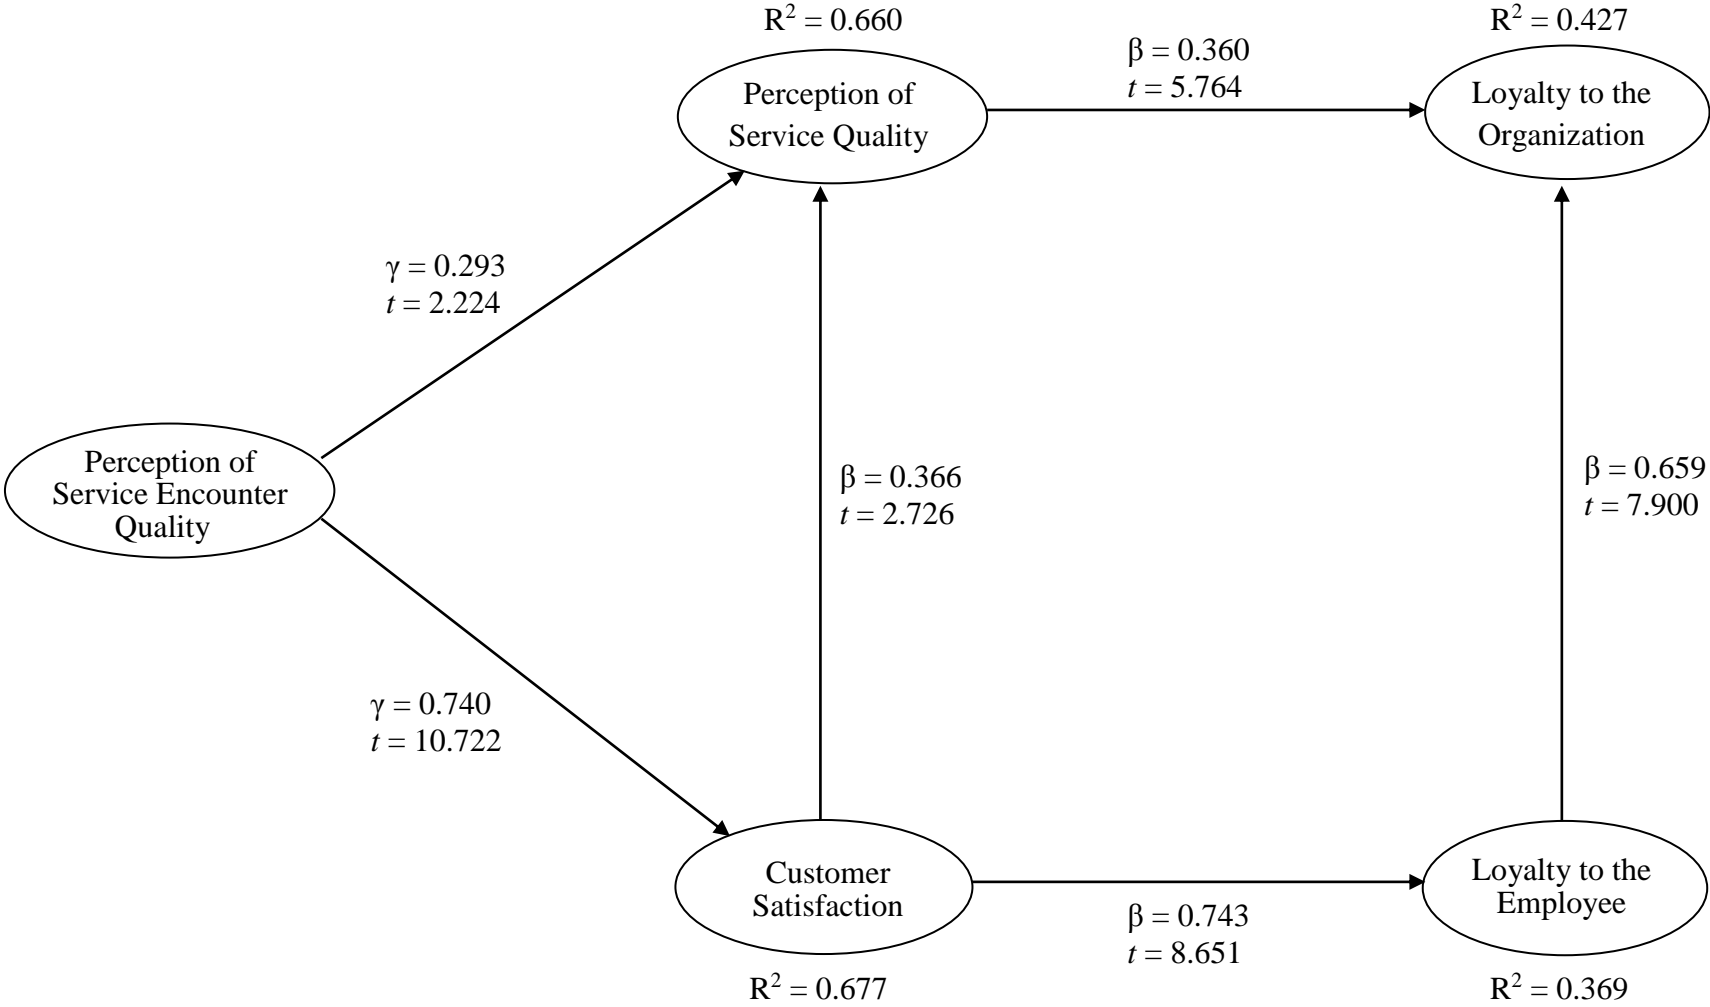 R² = 0.660
R² = 0.427
β = 0.360
t = 5.764
Perception of
Service Quality
Loyalty to the
Organization
γ = 0.293
t = 2.224
Perception of
Service Encounter
Quality
β = 0.366
t = 2.726
β = 0.659
t = 7.900
γ = 0.740
t = 10.722
Customer
Satisfaction
Loyalty to the
Employee
β = 0.743
t = 8.651
R² = 0.677
R² = 0.369